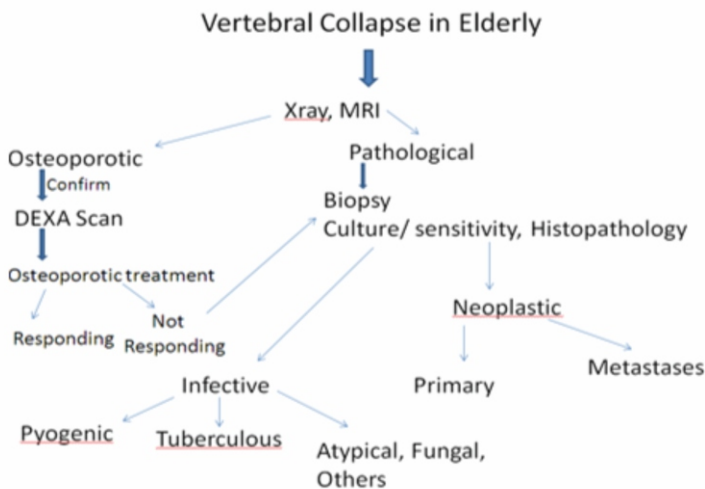 Vertebral Collapse in Elderly
Xray, MRI
Osteoporotic
Pathological
Confirm
Biopsy
DEXA Scan
Culture/ sensitivity, Histopathology
Osteoporotic treatment
Neoplastic
Responding
Not
Responding
Metastases
Infective
Primary
Pyogenic
Tuberculous
Atypical, Fungal,
Others